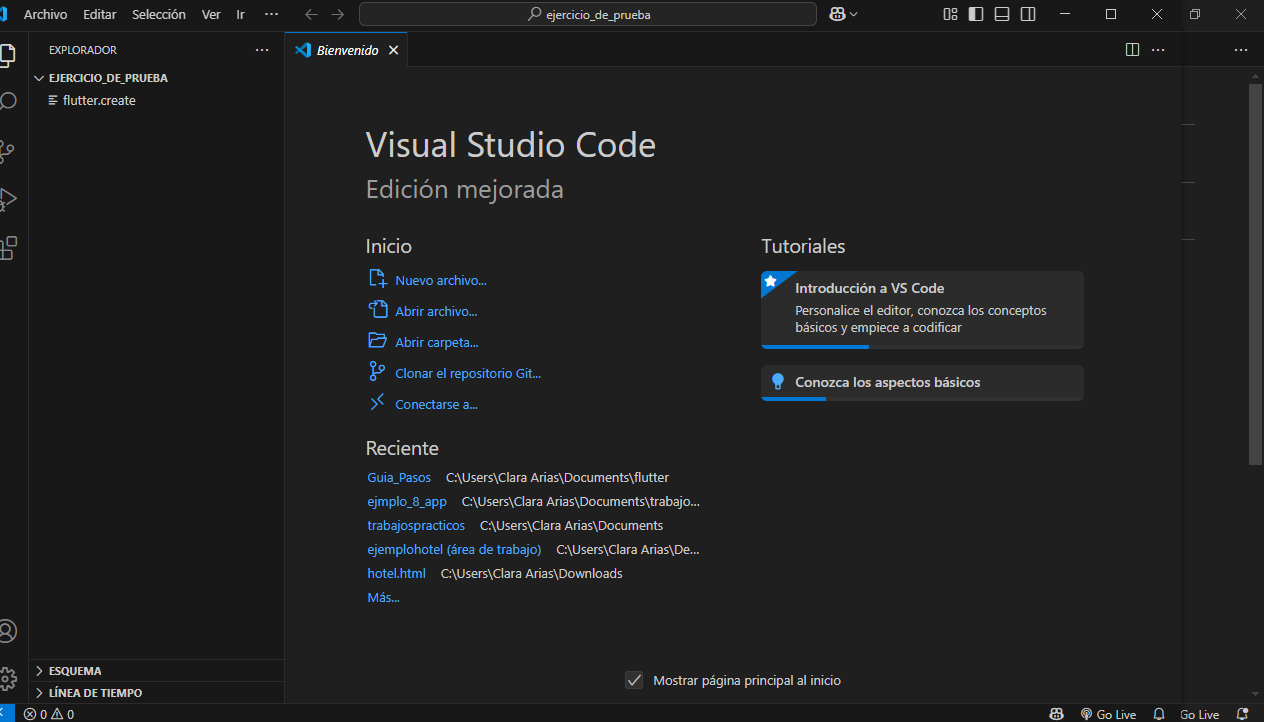 Archivo Editar Selección Ver Ir ··· ejercicio_de_prueba
EXPLORADOR ···
Bienvenido
EJERCICIO_DE_PRUEBA
flutter.create
Visual Studio Code
Edición mejorada
Inicio
Nuevo archivo...
Abrir archivo...
Abrir carpeta...
Clonar el repositorio Git...
Conectarse a...
Tutoriales
Introducción a VS Code
Personalice el editor, conozca los conceptos
básicos y empiece a codificar
Conozca los aspectos básicos
Reciente
Guia_Pasos C:\Users\Clara Arias\Documents\flutter
ejmplo_8_app C:\Users\Clara Arias\Documents\trabajo...
trabajospracticos C:\Users\Clara Arias\Documents
ejemplohotel (área de trabajo) C:\Users\Clara Arias\De...
hotel.html C:\Users\Clara Arias\Downloads
Más...
Mostrar página principal al inicio
ESQUEMA
LÍNEA DE TIEMPO
0 0 Go Live Go Live